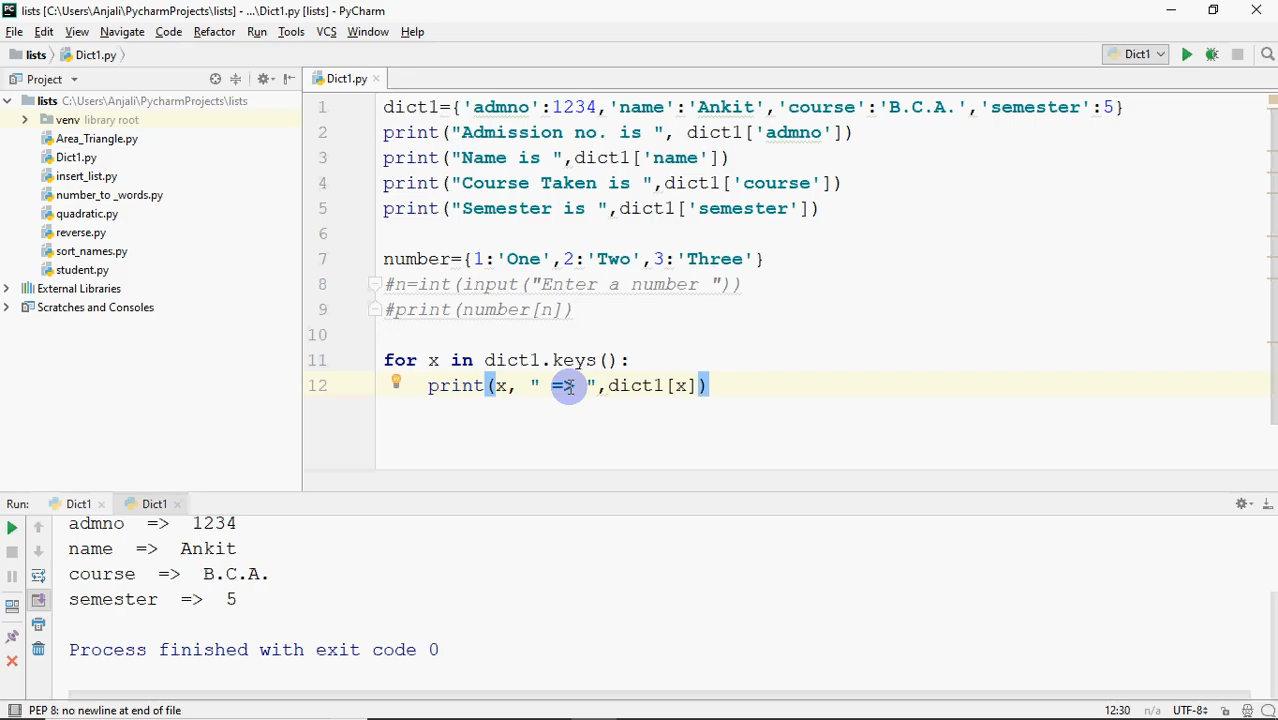 lists [C:\Users\Anjali\PycharmProjects\lists] - ...\Dict1.py [lists] - PyCharm
File Edit View Navigate Code Refactor Run Tools VCS Window Help
lists Dict1.py Dict1
Project Dict1.py
lists C:\Users\Anjali\PycharmProjects\lists
venv library root
Area_Triangle.py
Dict1.py
insert_list.py
number_to _words.py
quadratic.py
reverse.py
sort_names.py
student.py
External Libraries
Scratches and Consoles
1 dict1={'admno':1234,'name':'Ankit','course':'B.C.A.','semester':5}
2 print("Admission no. is ", dict1['admno'])
3 print("Name is ",dict1['name'])
4 print("Course Taken is ",dict1['course'])
5 print("Semester is ",dict1['semester'])
6
7 number={1:'One',2:'Two',3:'Three'}
8 #n=int(input("Enter a number "))
9 #print(number[n])
10
11 for x in dict1.keys():
12 print(x, " => ",dict1[x])
Run: Dict1 Dict1
admno => 1234
name => Ankit
course => B.C.A.
semester => 5
Process finished with exit code 0
PEP 8: no newline at end of file 12:30 n/a UTF-8